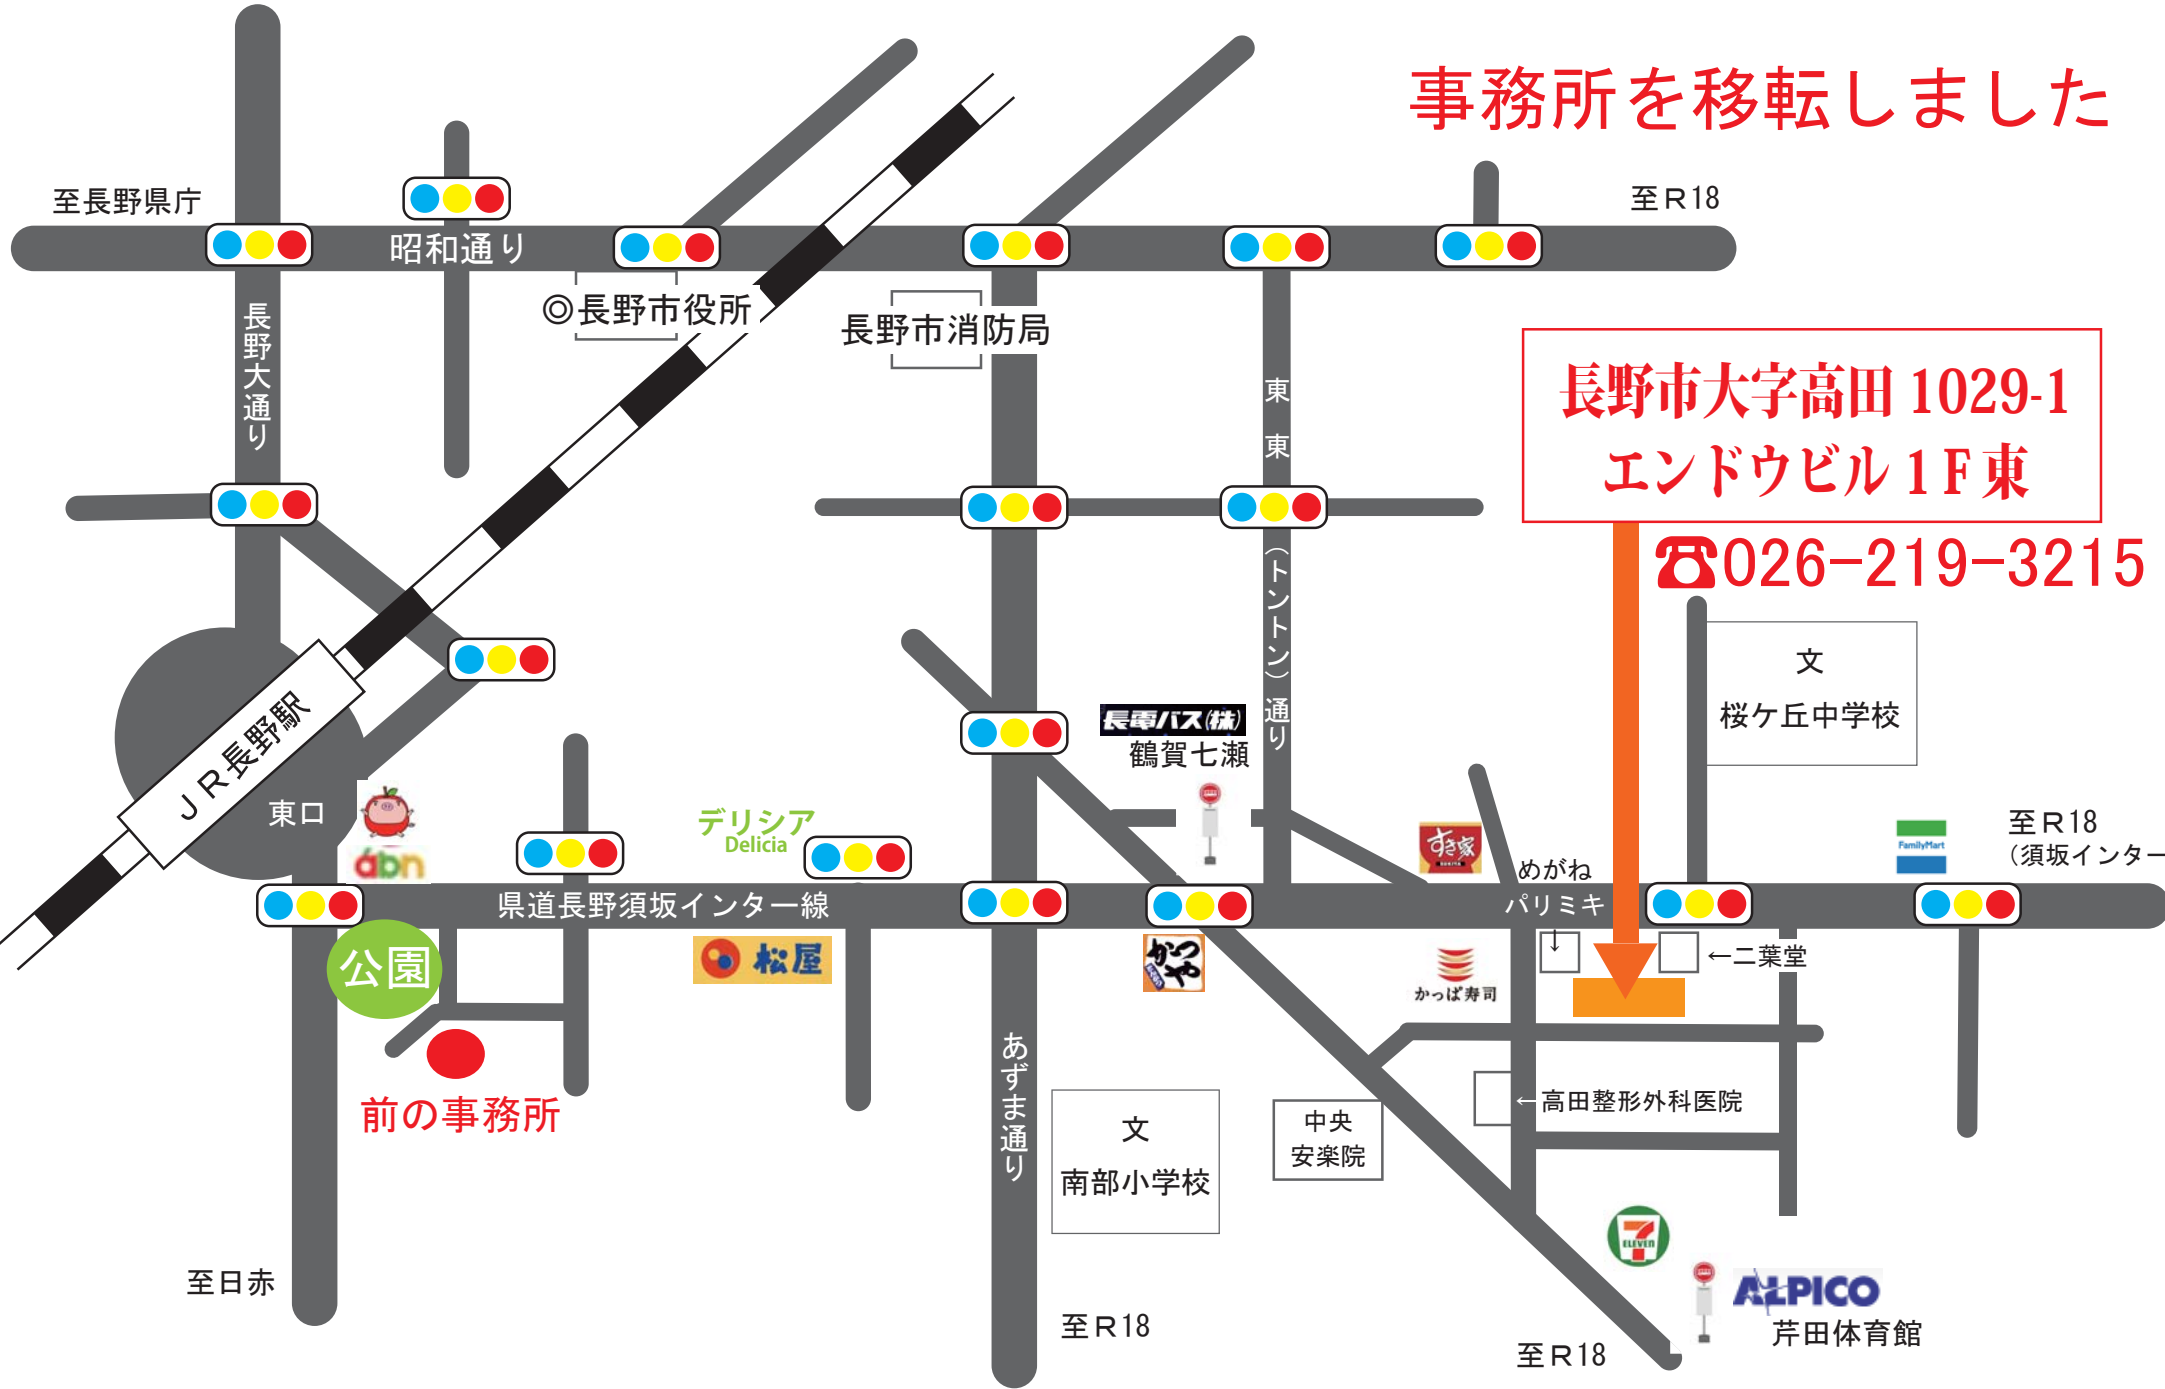 事務所を移転しました
至長野県庁
至R18
昭和通り
◎長野市役所
長野市消防局
長野大通り
東東(トントン)通り
長野市大字高田 1029-1
エンドウビル 1 F 東
☎026-219-3215
文
桜ケ丘中学校
JR長野駅
東口
abn
デリシア
Delicia
長電バス(株)
鶴賀七瀬
すき家
めがね
パリミキ
↓
FamilyMart
至R18
(須坂インター
県道長野須坂インター線
公園
松屋
かつや
かっぱ寿司
←二葉堂
前の事務所
あずま通り
文
南部小学校
中央
安楽院
←高田整形外科医院
7
ELEVEN
ALPICO
芹田体育館
至日赤
至R18
至R18